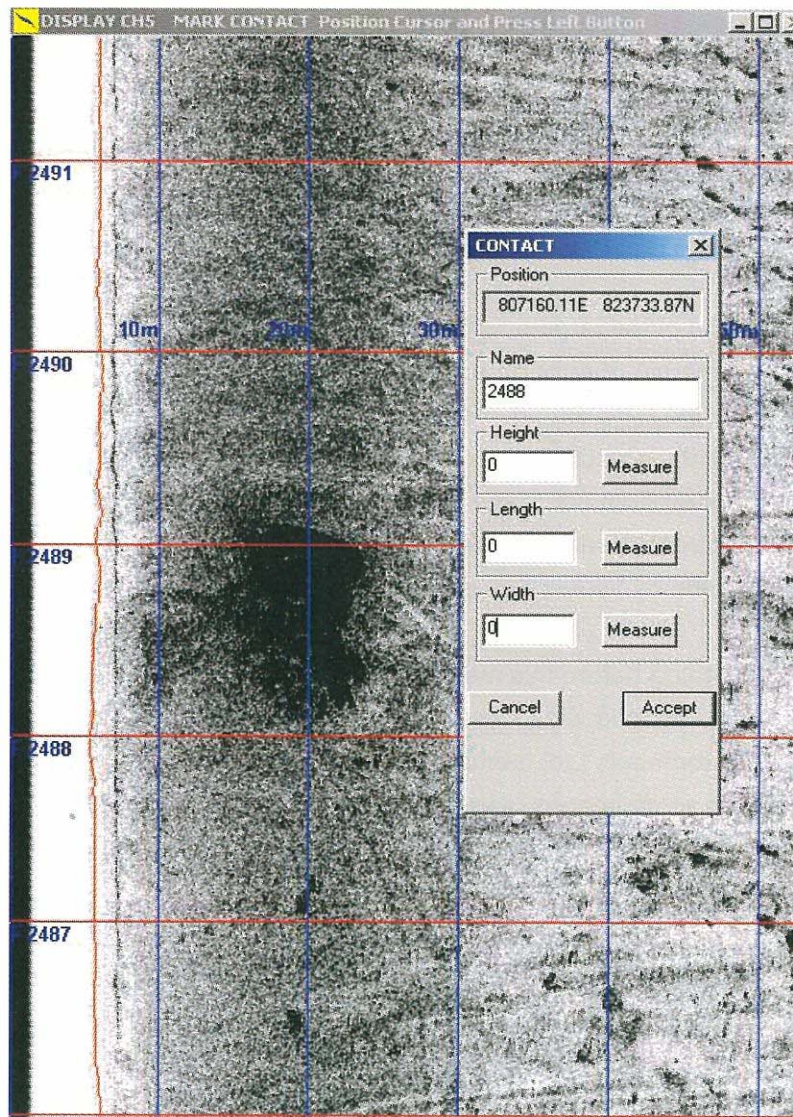 DISPLAY CH5 MARK CONTACT Position Cursor and Press Left Button
2491
CONTACT
Position
807160.11E 823733.87N
10m 20m 30m
2490
Name
2488
Height
0 Measure
Length
0 Measure
2489
Width
0 Measure
Cancel Accept
2488
2487